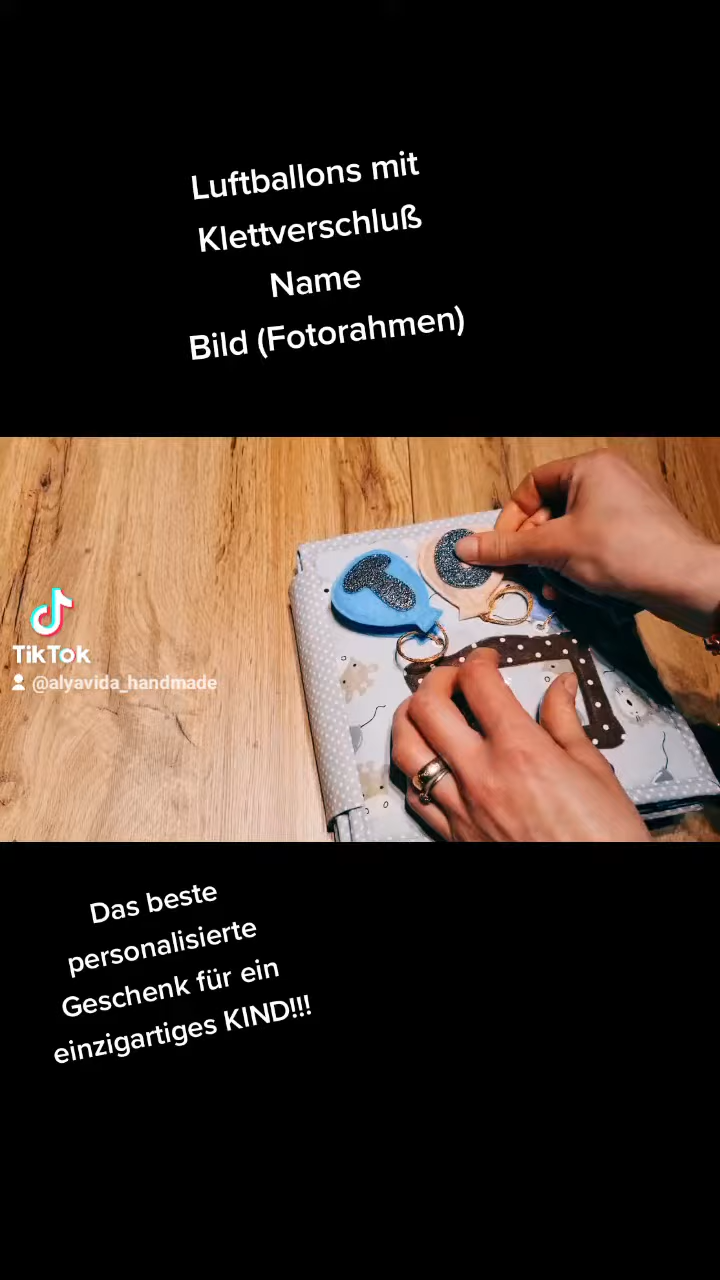 Luftballons mit
Klettverschluß
Name
Bild (Fotorahmen)
T
TikTok
@alyavida_handmade
Das beste
personalisierte
Geschenk für ein
einzigartiges KIND!!!